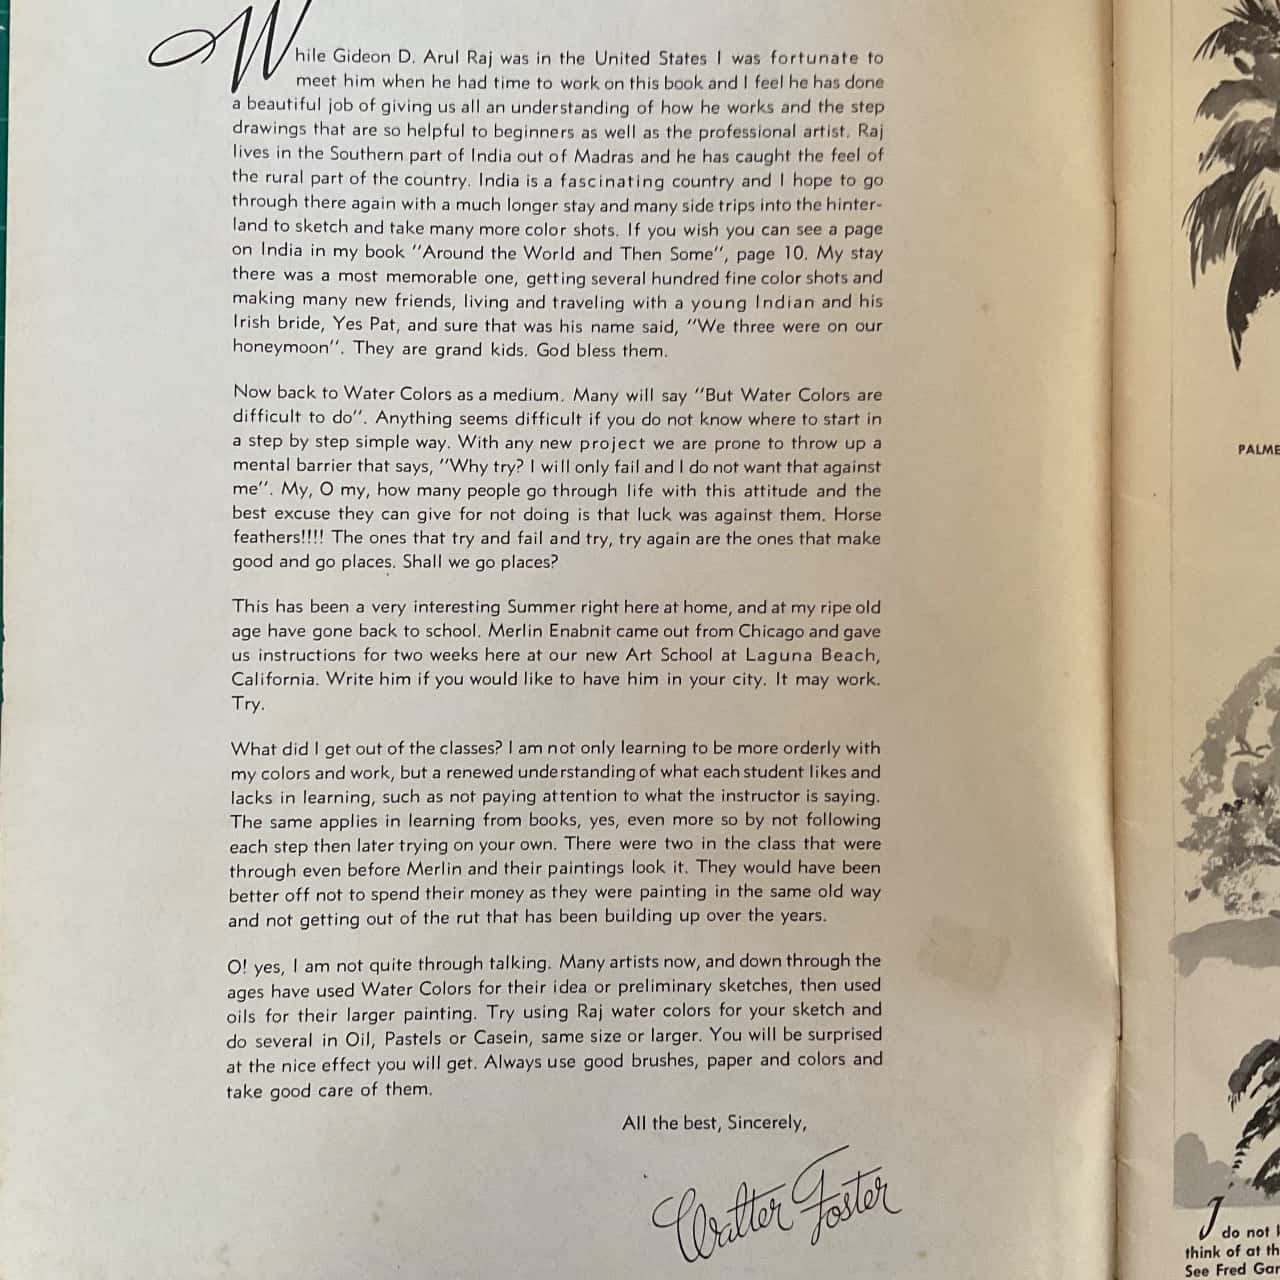 While Gideon D. Arul Raj was in the United States I was fortunate to
meet him when he had time to work on this book and I feel he has done
a beautiful job of giving us all an understanding of how he works and the step
drawings that are so helpful to beginners as well as the professional artist. Raj
lives in the Southern part of India out of Madras and he has caught the feel of
the rural part of the country. India is a fascinating country and I hope to go
through there again with a much longer stay and many side trips into the hinter-
land to sketch and take many more color shots. If you wish you can see a page
on India in my book "Around the World and Then Some", page 10. My stay
there was a most memorable one, getting several hundred fine color shots and
making many new friends, living and traveling with a young Indian and his
Irish bride, Yes Pat, and sure that was his name said, "We three were on our
honeymoon". They are grand kids. God bless them.
Now back to Water Colors as a medium. Many will say "But Water Colors are
difficult to do". Anything seems difficult if you do not know where to start in
a step by step simple way. With any new project we are prone to throw up a
mental barrier that says, "Why try? I will only fail and I do not want that against
me". My, O my, how many people go through life with this attitude and the
best excuse they can give for not doing is that luck was against them. Horse
feathers!!!! The ones that try and fail and try, try again are the ones that make
good and go places. Shall we go places?
This has been a very interesting Summer right here at home, and at my ripe old
age have gone back to school. Merlin Enabnit came out from Chicago and gave
us instructions for two weeks here at our new Art School at Laguna Beach,
California. Write him if you would like to have him in your city. It may work.
Try.
What did I get out of the classes? I am not only learning to be more orderly with
my colors and work, but a renewed understanding of what each student likes and
lacks in learning, such as not paying attention to what the instructor is saying.
The same applies in learning from books, yes, even more so by not following
each step then later trying on your own. There were two in the class that were
through even before Merlin and their paintings look it. They would have been
better off not to spend their money as they were painting in the same old way
and not getting out of the rut that has been building up over the years.
O! yes, I am not quite through talking. Many artists now, and down through the
ages have used Water Colors for their idea or preliminary sketches, then used
oils for their larger painting. Try using Raj water colors for your sketch and
do several in Oil, Pastels or Casein, same size or larger. You will be surprised
at the nice effect you will get. Always use good brushes, paper and colors and
take good care of them.
All the best, Sincerely,
Walter Foster
PALME
I do not
think of at th
See Fred Gar